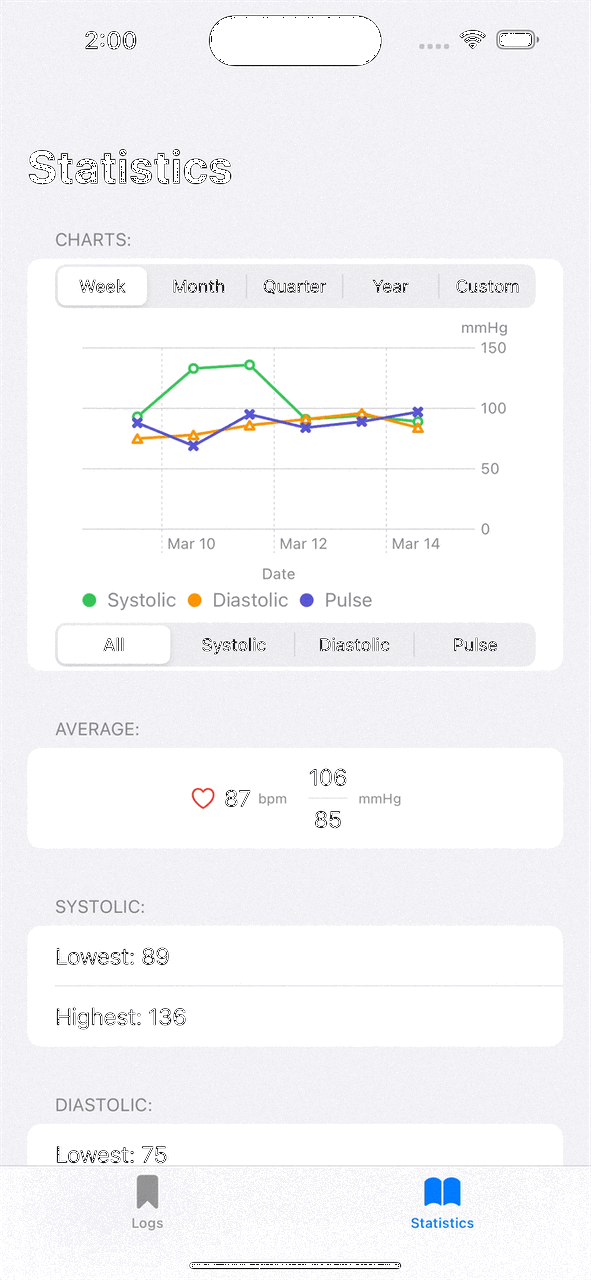 2:00
Statistics
CHARTS:
Week Month Quarter Year Custom
mmHg
150
100
50
0
Mar 10 Mar 12 Mar 14
Date
Systolic Diastolic Pulse
All Systolic Diastolic Pulse
AVERAGE:
87 bpm 106 mmHg
85
SYSTOLIC:
Lowest: 89
Highest: 136
DIASTOLIC:
Lowest: 75
Logs Statistics